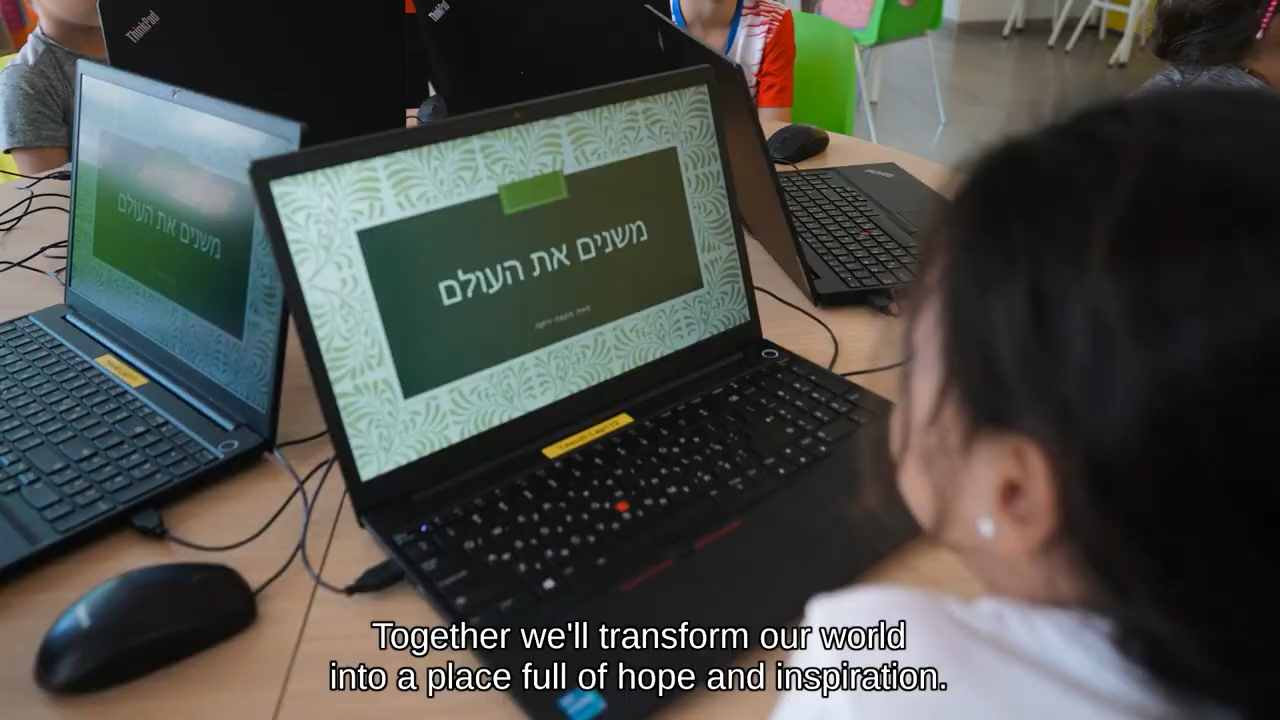 ThinkPad
ThinkPad
משנים את העולם
משנים את העולם
Together we'll transform our world
into a place full of hope and inspiration.